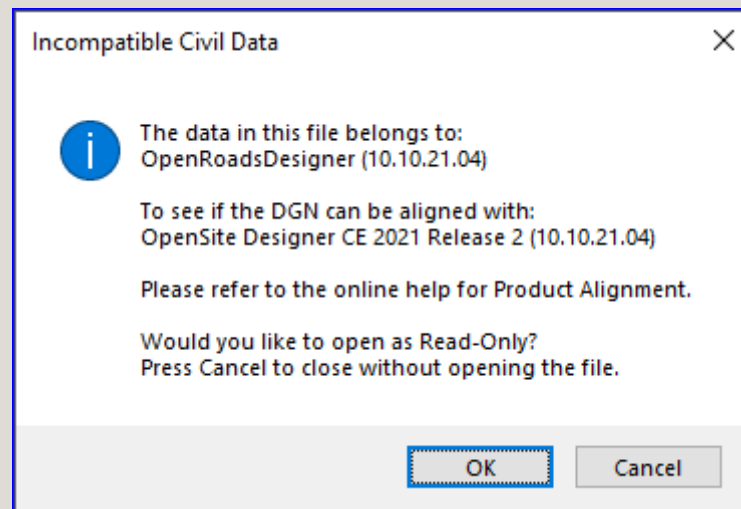 Incompatible Civil Data
The data in this file belongs to:
OpenRoadsDesigner (10.10.21.04)
To see if the DGN can be aligned with:
OpenSite Designer CE 2021 Release 2 (10.10.21.04)
Please refer to the online help for Product Alignment.
Would you like to open as Read-Only?
Press Cancel to close without opening the file.
OK
Cancel